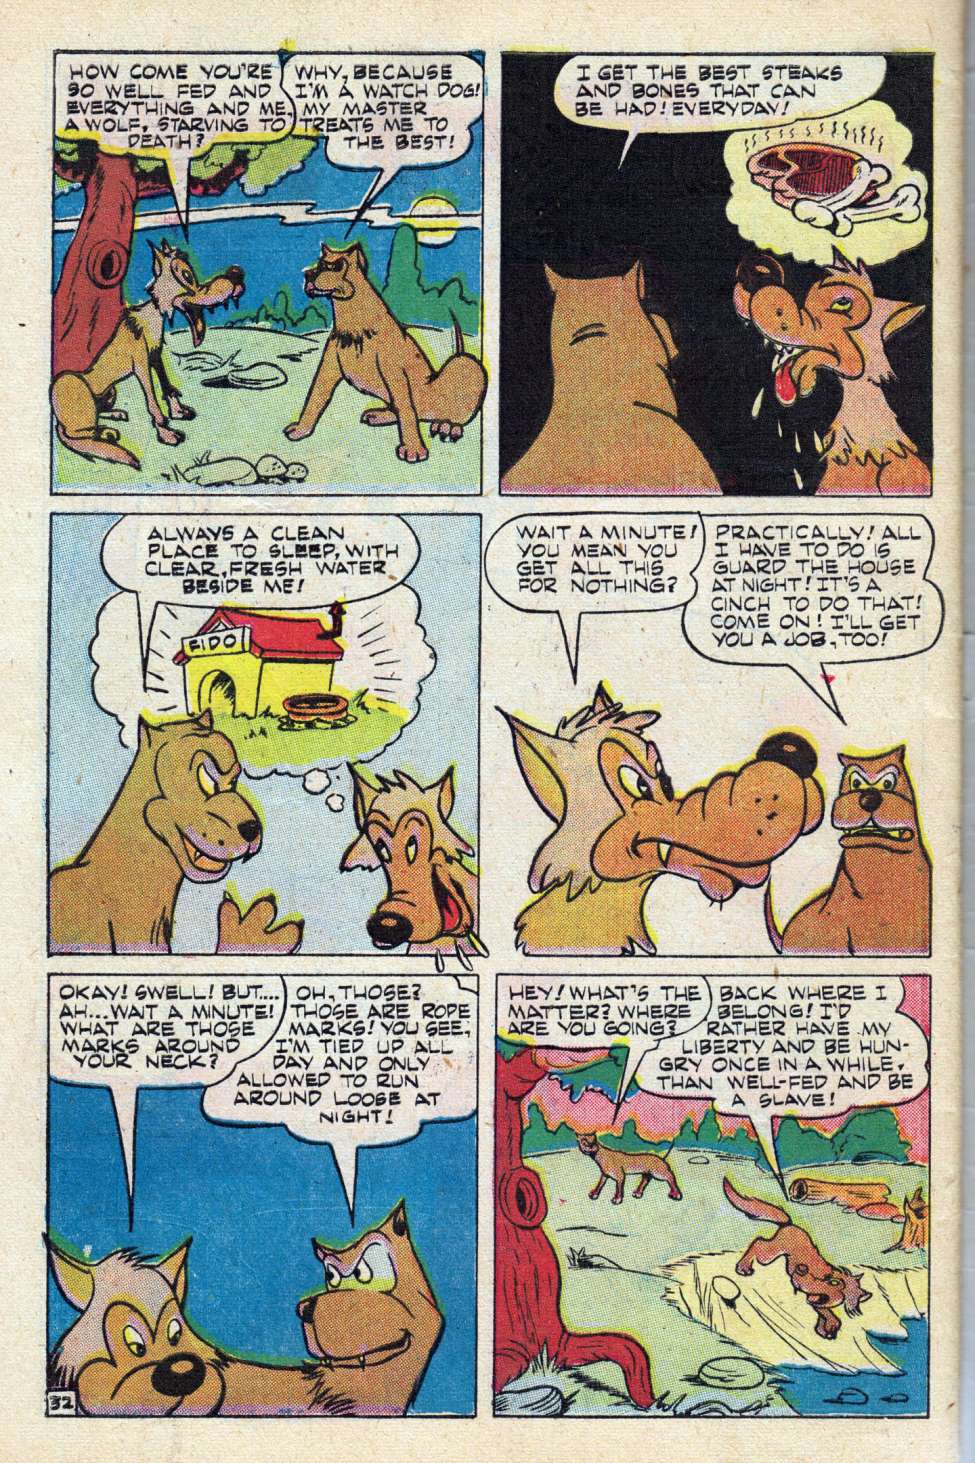 HOW COME YOU'RE
SO WELL FED AND
EVERYTHING AND ME,
A WOLF, STARVING TO
DEATH?
WHY, BECAUSE
I'M A WATCH DOG!
MY MASTER
TREATS ME TO
THE BEST!
I GET THE BEST STEAKS
AND BONES THAT CAN
BE HAD! EVERYDAY!
ALWAYS A CLEAN
PLACE TO SLEEP, WITH
CLEAR, FRESH WATER
BESIDE ME!
FIDO
WAIT A MINUTE!
YOU MEAN YOU
GET ALL THIS
FOR NOTHING?
PRACTICALLY! ALL
I HAVE TO DO IS
GUARD THE HOUSE
AT NIGHT! IT'S A
CINCH TO DO THAT!
COME ON! I'LL GET
YOU A JOB, TOO!
OKAY! SWELL! BUT....
AH...WAIT A MINUTE!
WHAT ARE THOSE
MARKS AROUND
YOUR NECK?
OH, THOSE?
THOSE ARE ROPE
MARKS! YOU SEE,
I'M TIED UP ALL
DAY AND ONLY
ALLOWED TO RUN
AROUND LOOSE AT
NIGHT!
32
HEY! WHAT'S THE
MATTER? WHERE
ARE YOU GOING?
BACK WHERE I
BELONG! I'D
RATHER HAVE MY
LIBERTY AND BE HUN-
GRY ONCE IN A WHILE,
THAN WELL-FED AND BE
A SLAVE!